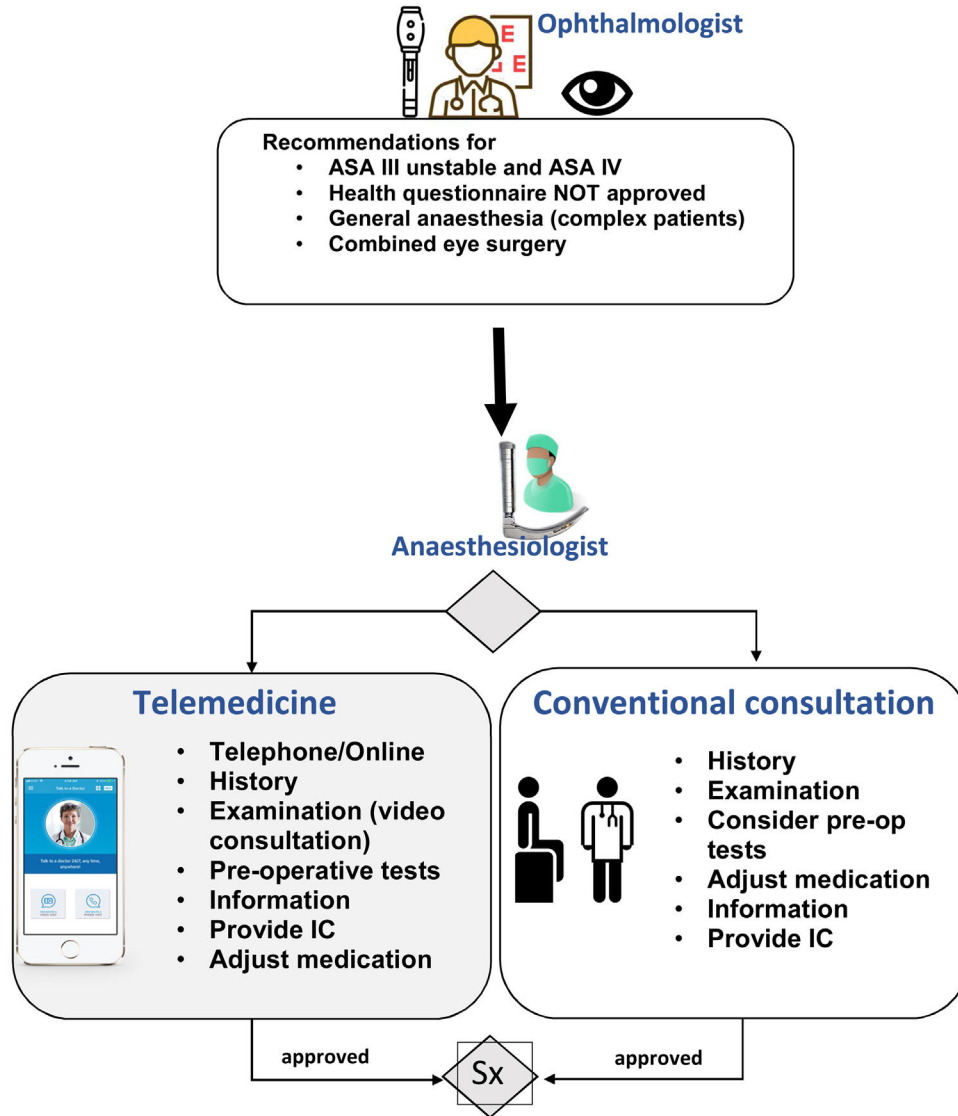 Ophthalmologist
E
E
Recommendations for
• ASA III unstable and ASA IV
• Health questionnaire NOT approved
• General anaesthesia (complex patients)
• Combined eye surgery
Anaesthesiologist
Telemedicine
• Telephone/Online
• History
• Examination (video
consultation)
• Pre-operative tests
• Information
• Provide IC
• Adjust medication
Talk to a Doctor
Talk to a doctor 24/7, any time,
anywhere!
Conventional consultation
• History
• Examination
• Consider pre-op
tests
• Adjust medication
• Information
• Provide IC
approved
Sx
approved